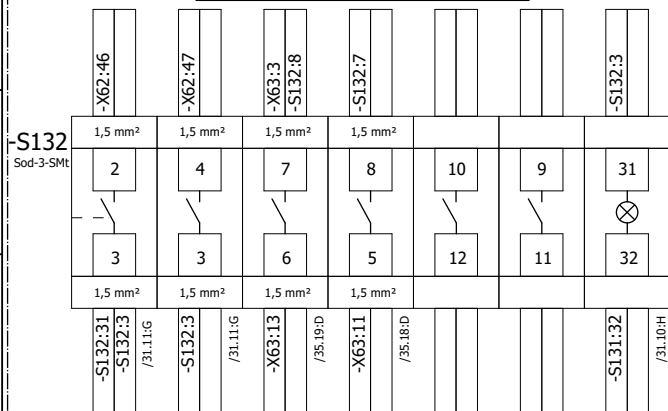 -X62:46
-X62:47
-X63:3
-S132:8
-S132:7
-S132:3
-S132
Sod-3-SMt
1,5 mm² 1,5 mm² 1,5 mm² 1,5 mm²
2 4 7 8 10 9 31
3 3 6 5 12 11 32
1,5 mm² 1,5 mm² 1,5 mm² 1,5 mm²
-S132:31
-S132:3
/31.11:G
-S132:3
/31.11:G
-X63:13
/35.19:D
-X63:11
/35.18:D
-S131:32
/31.10:H